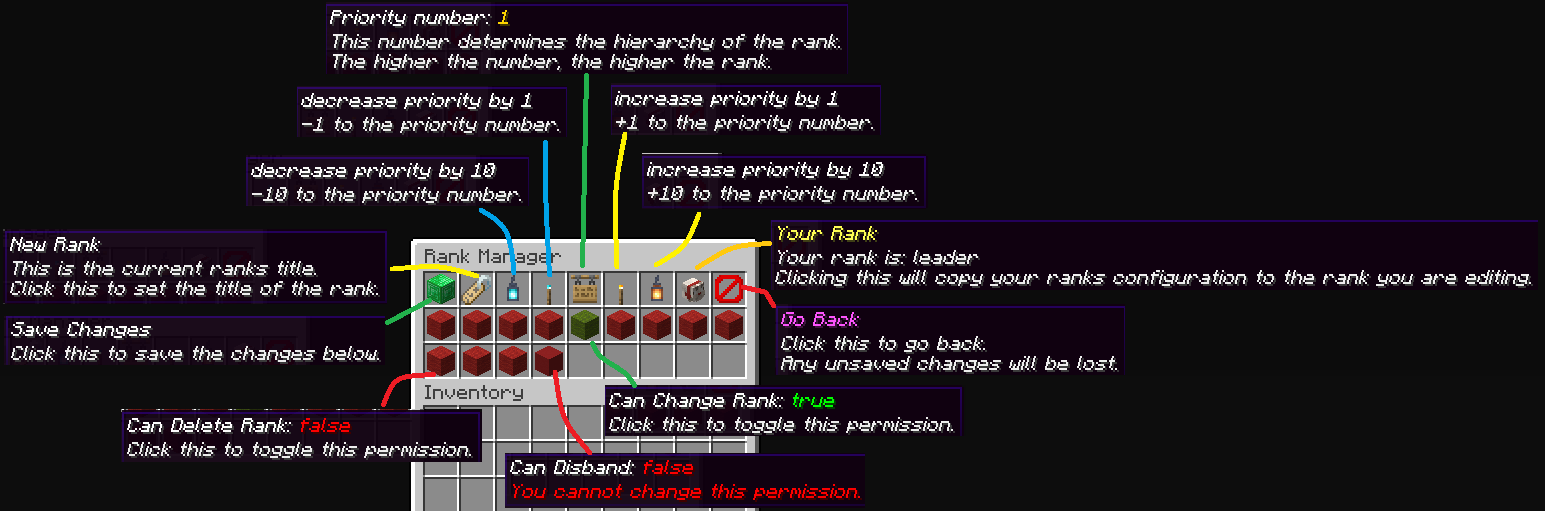 Priority number: 1
This number determines the hierarchy of the rank.
The higher the number, the higher the rank.
decrease priority by 1
-1 to the priority number.
increase priority by 1
+1 to the priority number.
decrease priority by 10
-10 to the priority number.
increase priority by 10
+10 to the priority number.
New Rank
This is the current ranks title.
Click this to set the title of the rank.
Rank Manager
Your Rank
Your rank is: leader
Clicking this will copy your ranks configuration to the rank you are editing.
Save Changes
Click this to save the changes below.
Go Back
Click this to go back.
Any unsaved changes will be lost.
Inventory
Can Delete Rank: false
Click this to toggle this permission.
Can Change Rank: true
Click this to toggle this permission.
Can Disband: false
You cannot change this permission.